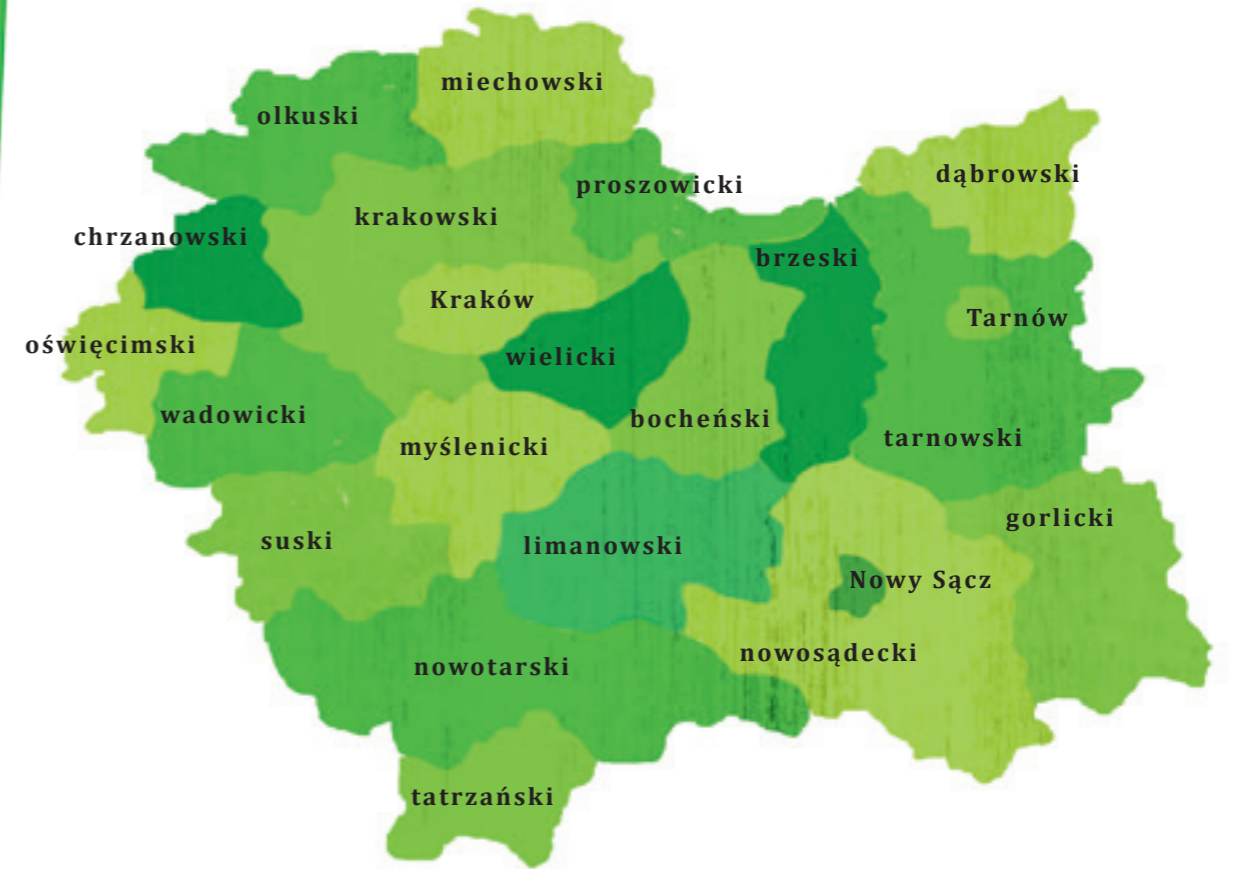 miechowski
olkuski
dąbrowski
proszowicki
krakowski
chrzanowski
brzeski
Kraków
Tarnów
oświęcimski
wielicki
wadowicki
bocheński
tarnowski
myślenicki
gorlicki
suski
limanowski
Nowy Sącz
nowosądecki
nowotarski
tatrzański